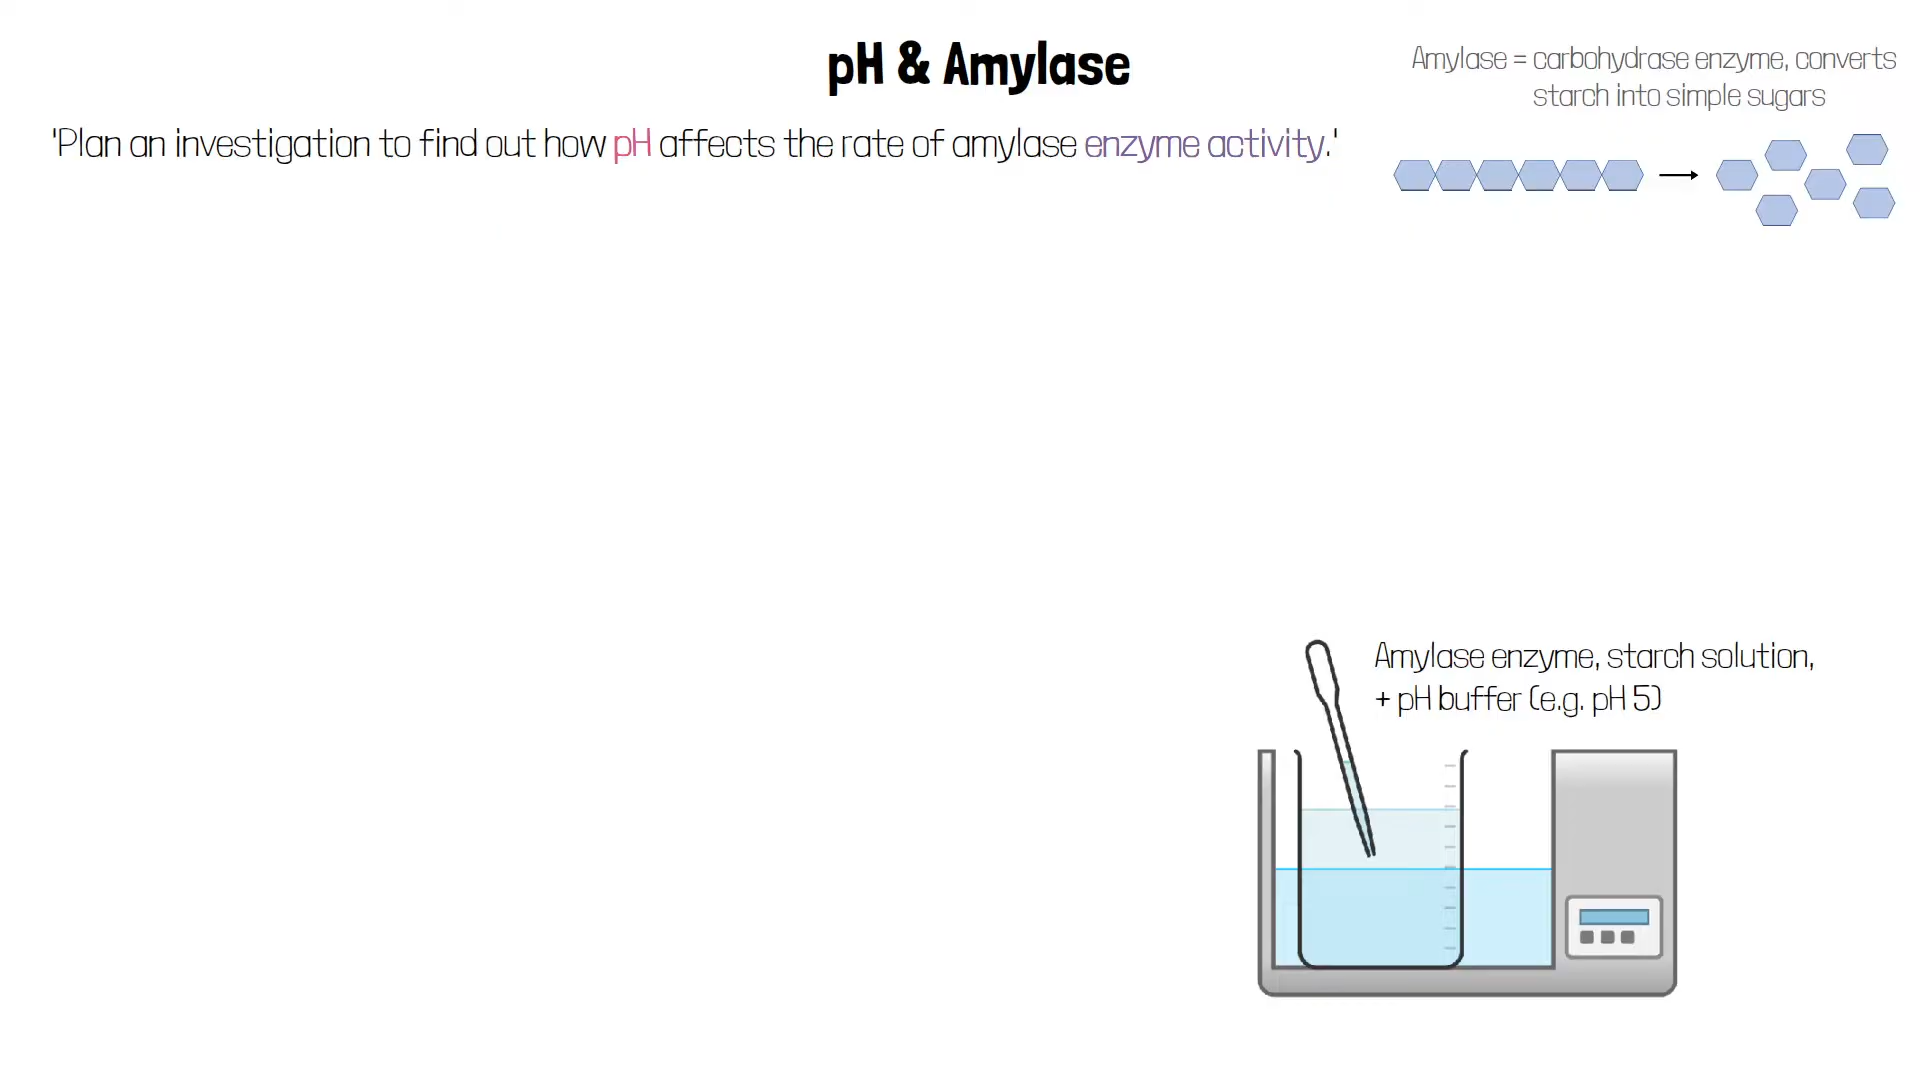 pH & Amylase
Amylase = carbohydrase enzyme, converts
starch into simple sugars
'Plan an investigation to find out how pH affects the rate of amylase enzyme activity.'
Amylase enzyme, starch solution,
+ pH buffer (e.g. pH 5)